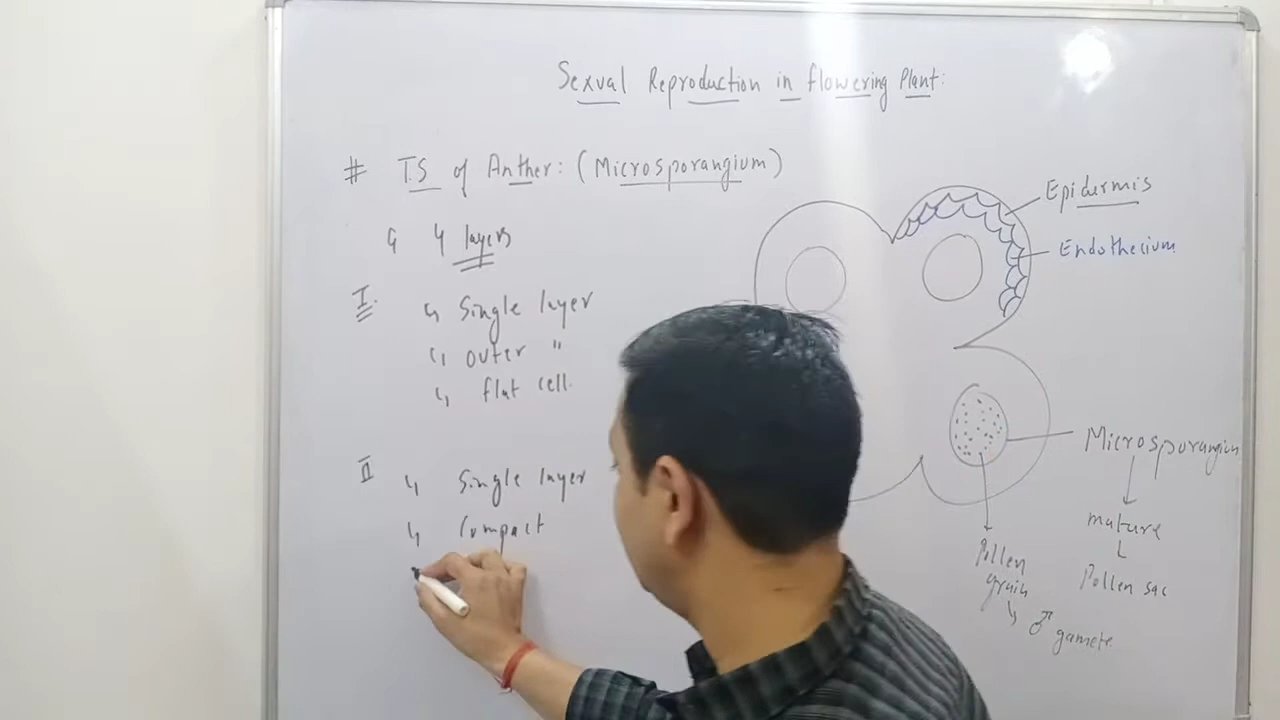 Sexual Reproduction in flowering Plant:
# T.S of Anther: (Microsporangium)
↳ 4 layers
I. ↳ Single layer
↳ outer "
↳ flat cell.
II ↳ Single layer
↳ Compact
Epidermis
Endothecium
Microsporangium
mature
Pollen sac
Pollen
grain
♂ gamete